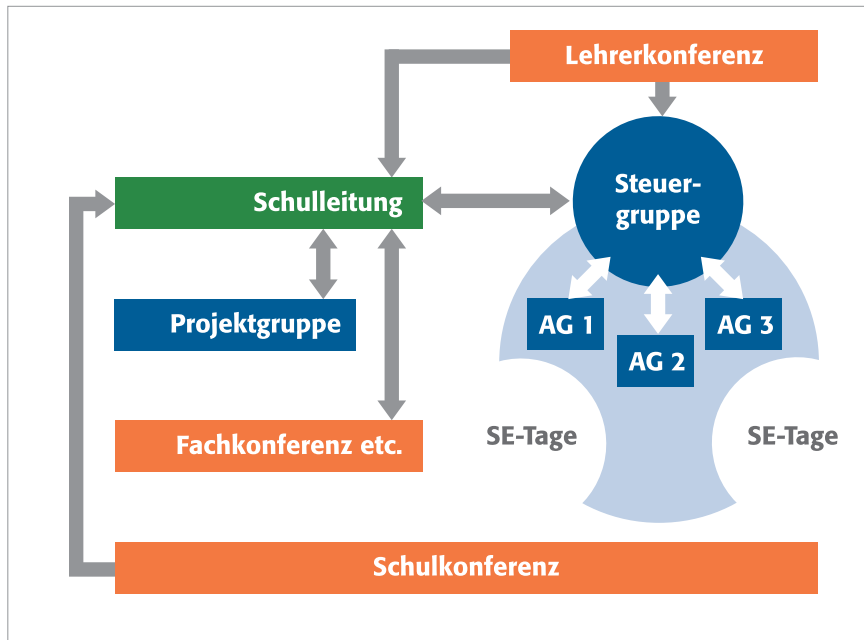 Lehrerkonferenz
Steuer-
gruppe
Schulleitung
Projektgruppe
AG 1
AG 2
AG 3
Fachkonferenz etc.
SE-Tage
SE-Tage
Schulkonferenz